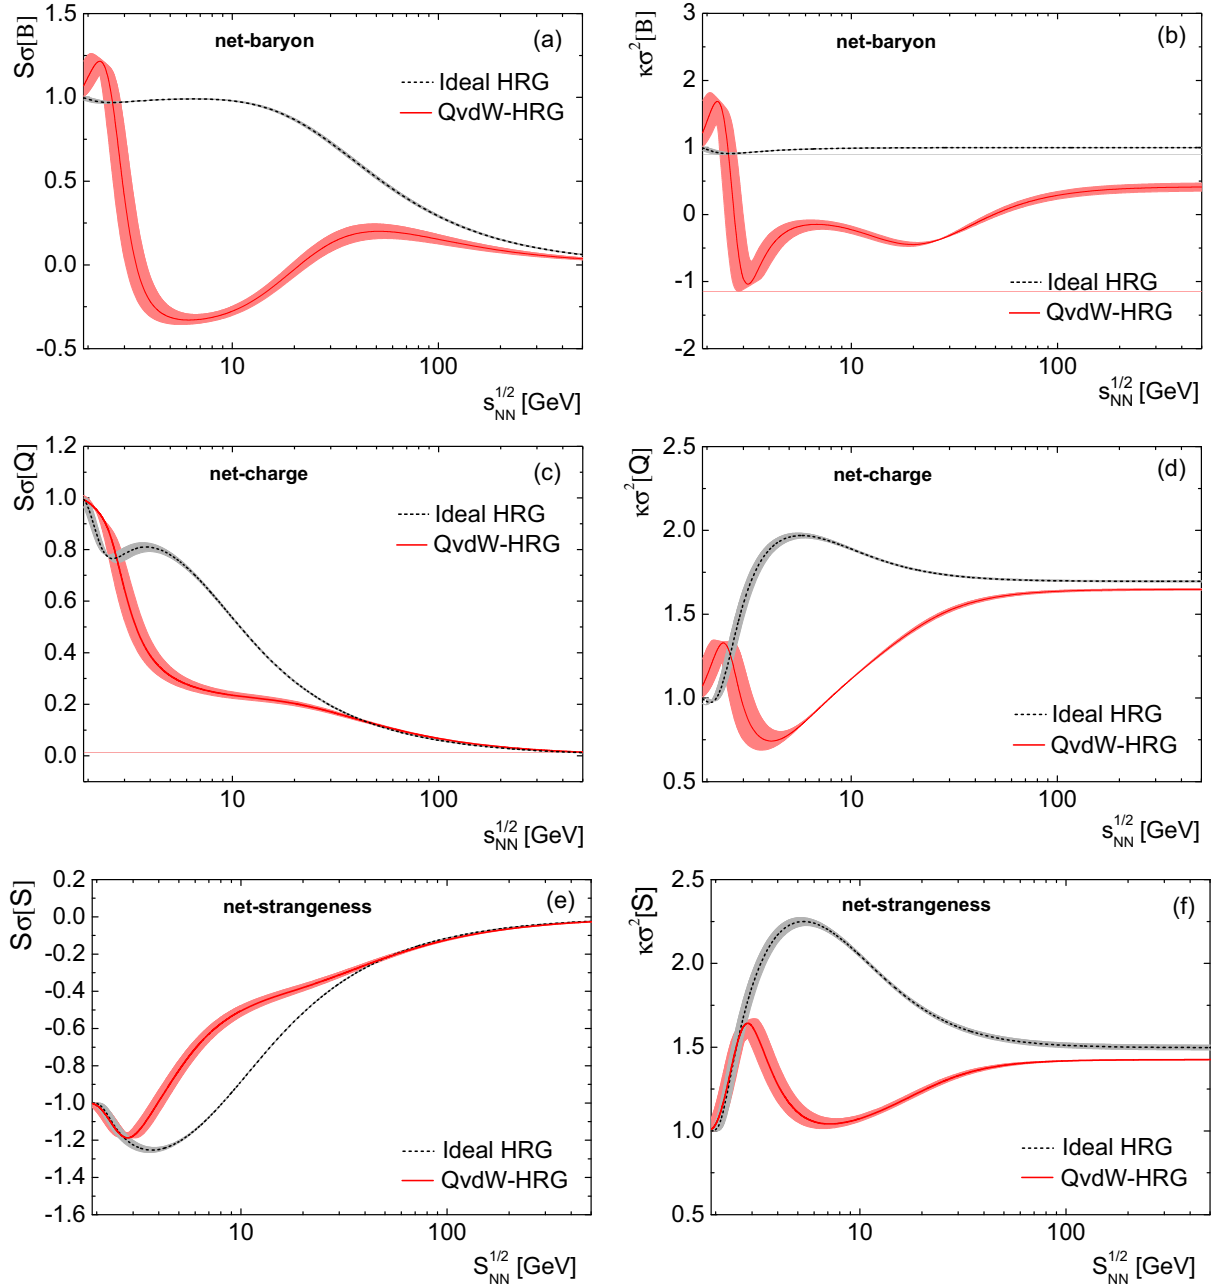 Sσ[B]
1.5
1.0
0.5
0.0
-0.5
net-baryon
(a)
Ideal HRG
QvdW-HRG
10
100
s_NN^1/2 [GeV]
κσ²[B]
3
2
1
0
-1
-2
net-baryon
(b)
Ideal HRG
QvdW-HRG
10
100
s_NN^1/2 [GeV]
Sσ[Q]
1.2
1.0
0.8
0.6
0.4
0.2
0.0
net-charge
(c)
Ideal HRG
QvdW-HRG
10
100
s_NN^1/2 [GeV]
κσ²[Q]
2.5
2.0
1.5
1.0
0.5
net-charge
(d)
Ideal HRG
QvdW-HRG
10
100
s_NN^1/2 [GeV]
Sσ[S]
0.2
0.0
-0.2
-0.4
-0.6
-0.8
-1.0
-1.2
-1.4
-1.6
net-strangeness
(e)
Ideal HRG
QvdW-HRG
10
100
S_NN^1/2 [GeV]
κσ²[S]
2.5
2.0
1.5
1.0
0.5
net-strangeness
(f)
Ideal HRG
QvdW-HRG
10
100
S_NN^1/2 [GeV]